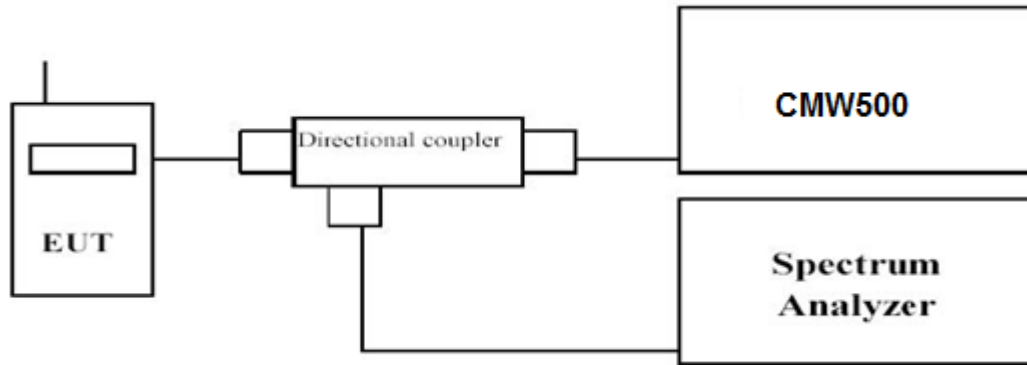 CMW500
Directional coupler
EUT
Spectrum
Analyzer